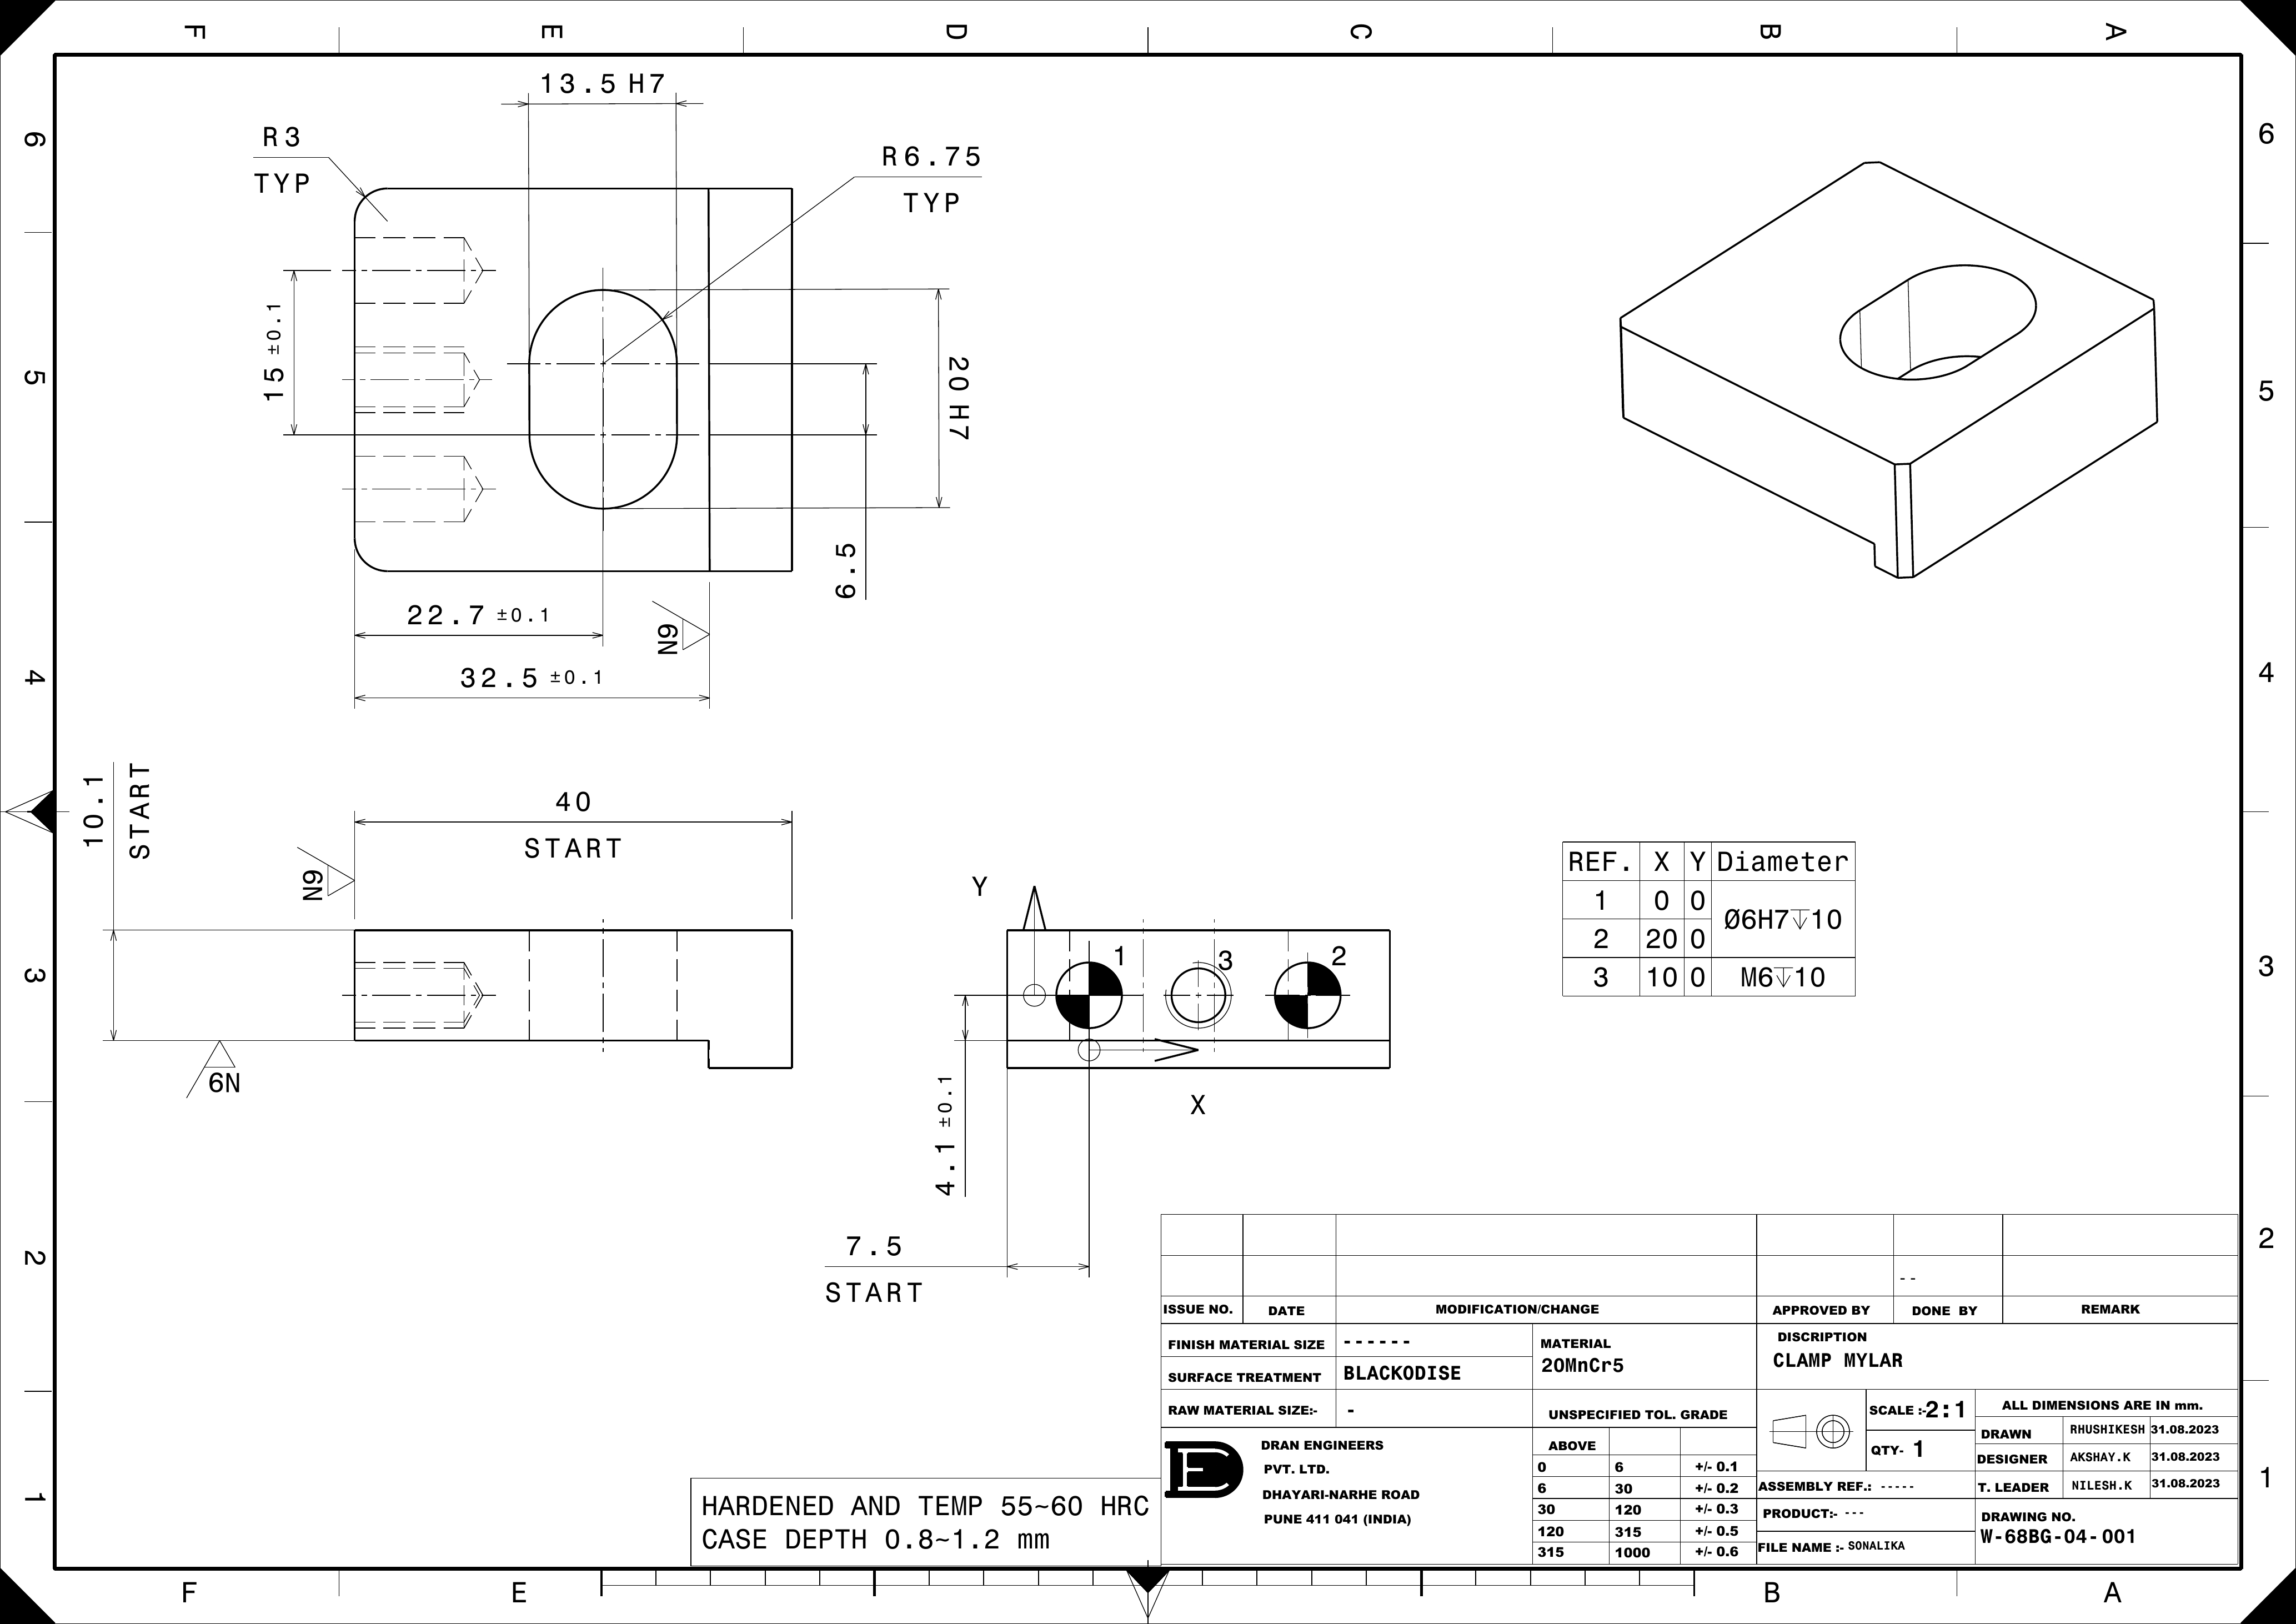 F E D C B A
6 5 4 3 2 1
6 5 4 3 2 1
13.5 H7
R3
TYP
R6.75
TYP
15 ±0.1
20 H7
6.5
22.7 ±0.1
N9
32.5 ±0.1
10.1
START
40
START
N9
6N
Y
1
3
2
X
4.1 ±0.1
7.5
START
REF. X Y Diameter
1 0 0 Ø6H7↧10
2 20 0
3 10 0 M6↧10
HARDENED AND TEMP 55~60 HRC
CASE DEPTH 0.8~1.2 mm
--
ISSUE NO. DATE MODIFICATION/CHANGE APPROVED BY DONE BY REMARK
FINISH MATERIAL SIZE ------
SURFACE TREATMENT BLACKODISE
RAW MATERIAL SIZE:- -
MATERIAL
20MnCr5
DISCRIPTION
CLAMP MYLAR
DRAN ENGINEERS
PVT. LTD.
DHAYARI-NARHE ROAD
PUNE 411 041 (INDIA)
UNSPECIFIED TOL. GRADE
ABOVE
0 6 +/- 0.1
6 30 +/- 0.2
30 120 +/- 0.3
120 315 +/- 0.5
315 1000 +/- 0.6
SCALE :-2:1
QTY- 1
ALL DIMENSIONS ARE IN mm.
DRAWN RHUSHIKESH 31.08.2023
DESIGNER AKSHAY.K 31.08.2023
T. LEADER NILESH.K 31.08.2023
ASSEMBLY REF.: -----
PRODUCT:- ---
FILE NAME :- SONALIKA
DRAWING NO.
W-68BG-04-001
F E B A